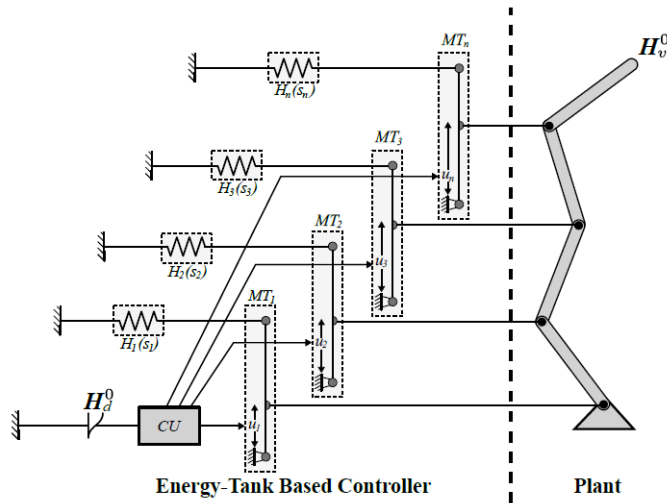 MTₙ
H_v^0
Hₙ(sₙ)
MT₃
uₙ
H₃(s₃)
MT₂
u₃
H₂(s₂)
MT₁
u₂
H₁(s₁)
H_d^0
CU
u₁
Energy-Tank Based Controller
Plant